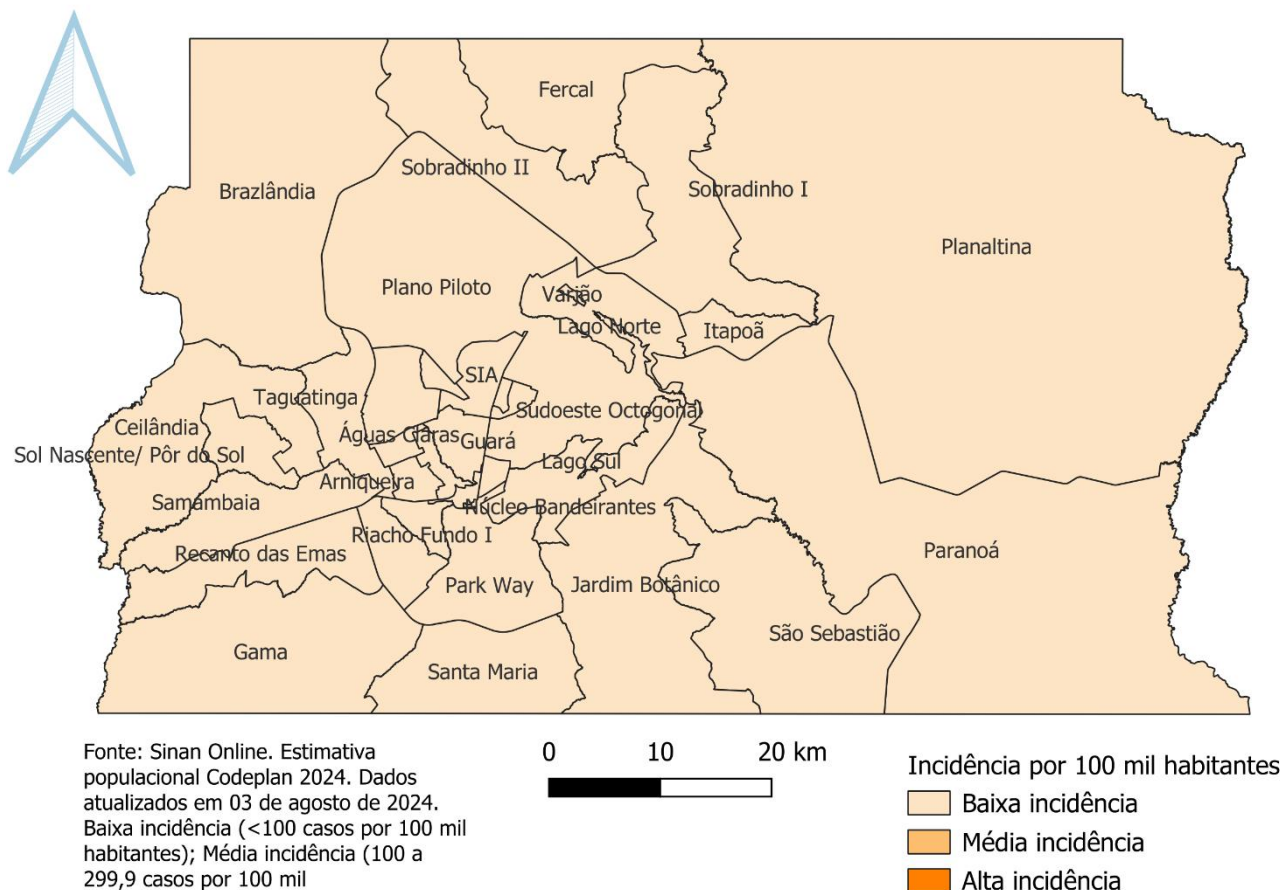 Fercal
Sobradinho II
Brazlândia
Sobradinho I
Planaltina
Plano Piloto
Varjão
Lago Norte
Itapoã
SIA
Taguatinga
Sudoeste Octogonal
Ceilândia
Águas Claras
Guará
Sol Nascente/ Pôr do Sol
Lago Sul
Arniqueira
Samambaia
Núcleo Bandeirantes
Riacho Fundo I
Recanto das Emas
Paranoá
Park Way
Jardim Botânico
São Sebastião
Gama
Santa Maria
Fonte: Sinan Online. Estimativa
populacional Codeplan 2024. Dados
atualizados em 03 de agosto de 2024.
Baixa incidência (<100 casos por 100 mil
habitantes); Média incidência (100 a
299,9 casos por 100 mil
0 10 20 km
Incidência por 100 mil habitantes
Baixa incidência
Média incidência
Alta incidência